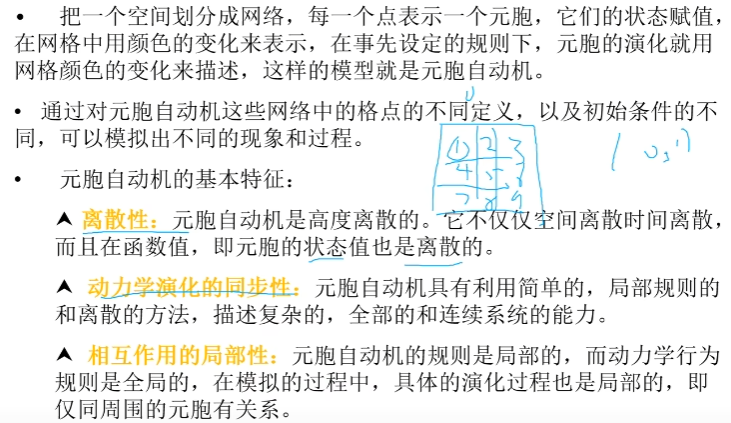 • 把一个空间划分成网络，每一个点表示一个元胞，它们的状态赋值，
在网格中用颜色的变化来表示，在事先设定的规则下，元胞的演化就用
网格颜色的变化来描述，这样的模型就是元胞自动机。
• 通过对元胞自动机这些网络中的格点的不同定义，以及初始条件的不
同，可以模拟出不同的现象和过程。
① 2 3
4 5
7 8 9
• 元胞自动机的基本特征：
离散性：元胞自动机是高度离散的。它不仅仅空间离散时间离散，
而且在函数值，即元胞的状态值也是离散的。
动力学演化的同步性：元胞自动机具有利用简单的，局部规则的
和离散的方法，描述复杂的，全部的和连续系统的能力。
相互作用的局部性：元胞自动机的规则是局部的，而动力学行为
规则是全局的，在模拟的过程中，具体的演化过程也是局部的，即
仅同周围的元胞有关系。